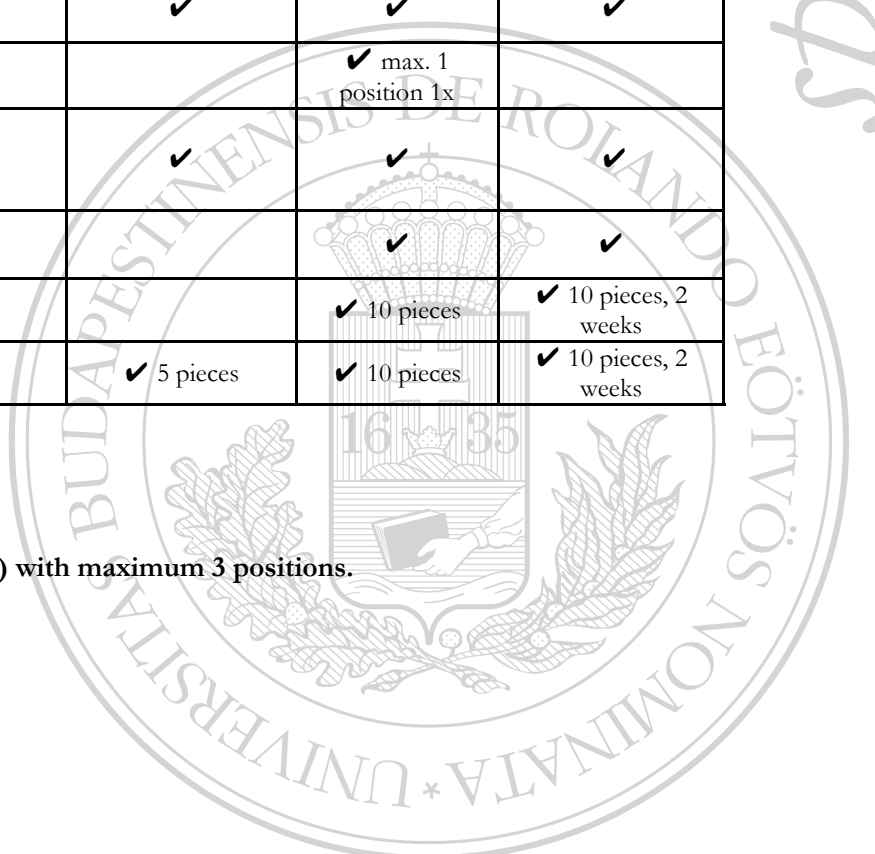 ✔ ✔ ✔
✔ max. 1
position 1x
✔ ✔ ✔
✔ ✔
✔ 10 pieces ✔ 10 pieces, 2
weeks
✔ 5 pieces ✔ 10 pieces ✔ 10 pieces, 2
weeks
) with maximum 3 positions.
UNIVERSITAS BUDAPESTINENSIS DE ROLANDO EÖTVÖS NOMINATA *
16 35